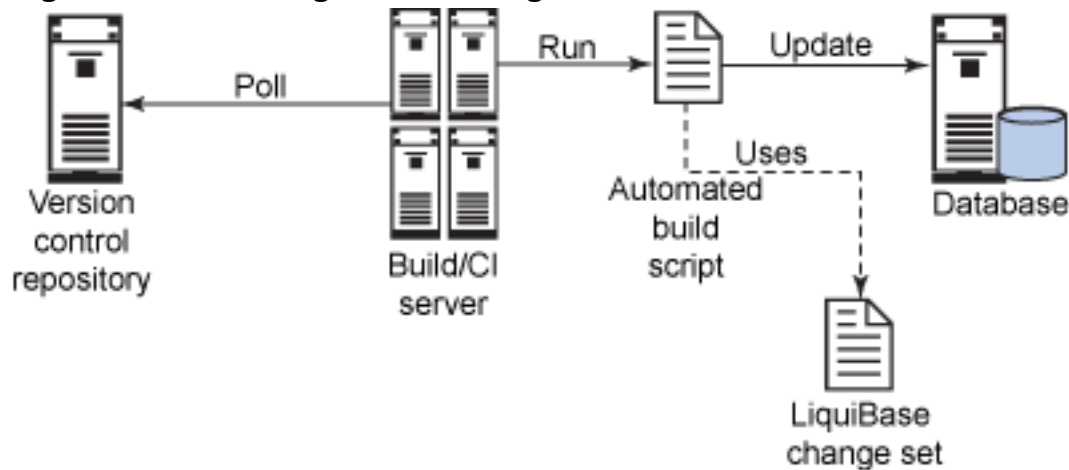 Run
Update
Poll
Uses
Version
control
repository
Build/CI
server
Automated
build
script
Database
LiquiBase
change set